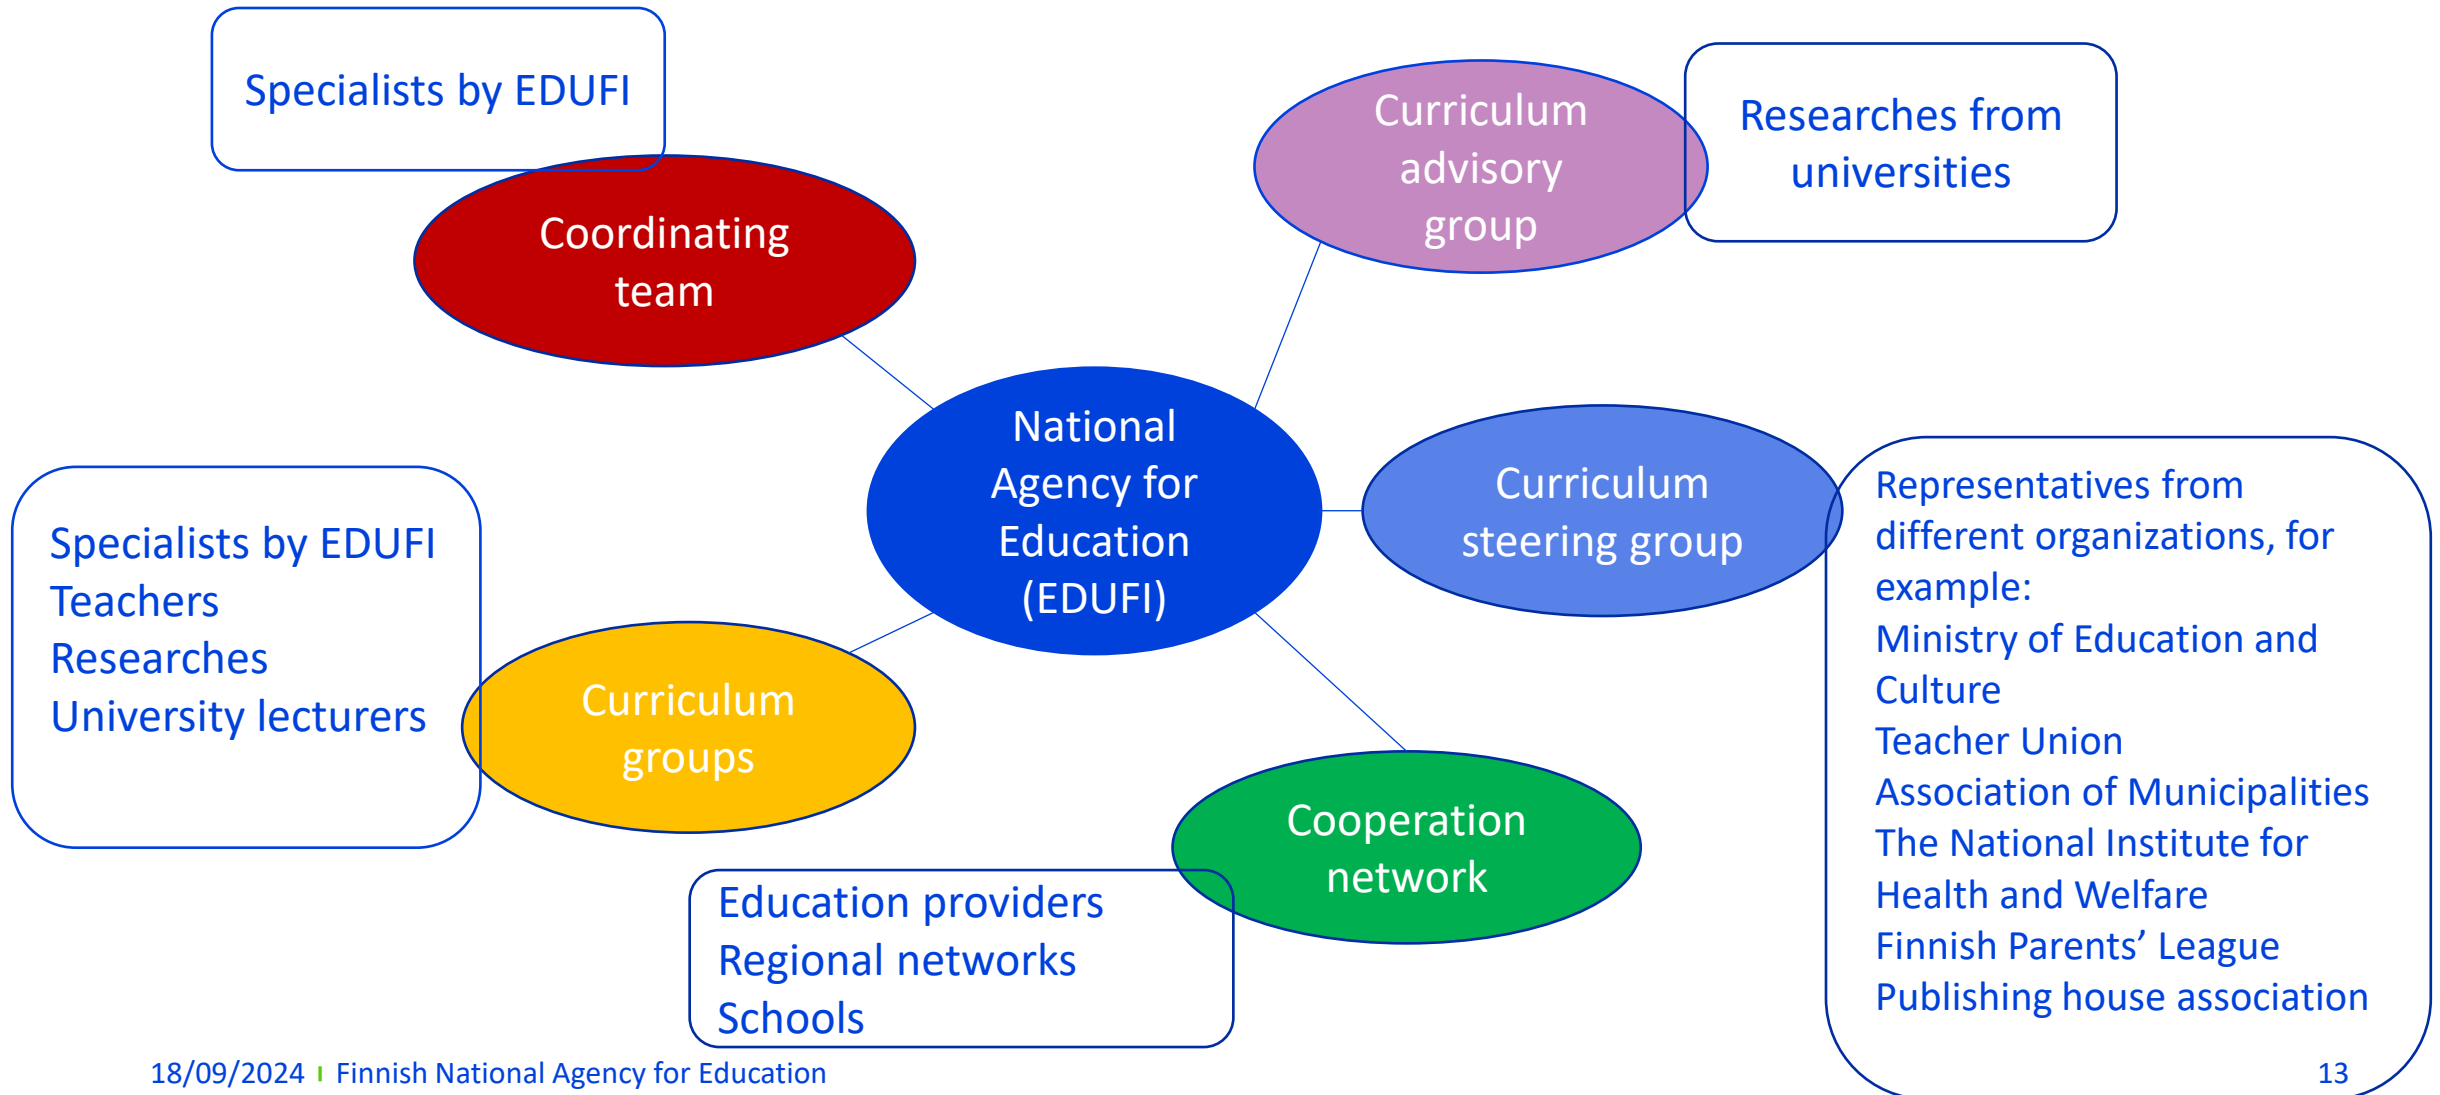 Specialists by EDUFI
Coordinating
team
Curriculum
advisory
group
Researches from
universities
National
Agency for
Education
(EDUFI)
Curriculum
steering group
Representatives from
different organizations, for
example:
Ministry of Education and
Culture
Teacher Union
Association of Municipalities
The National Institute for
Health and Welfare
Finnish Parents’ League
Publishing house association
Specialists by EDUFI
Teachers
Researches
University lecturers
Curriculum
groups
Cooperation
network
Education providers
Regional networks
Schools
18/09/2024 Finnish National Agency for Education
13